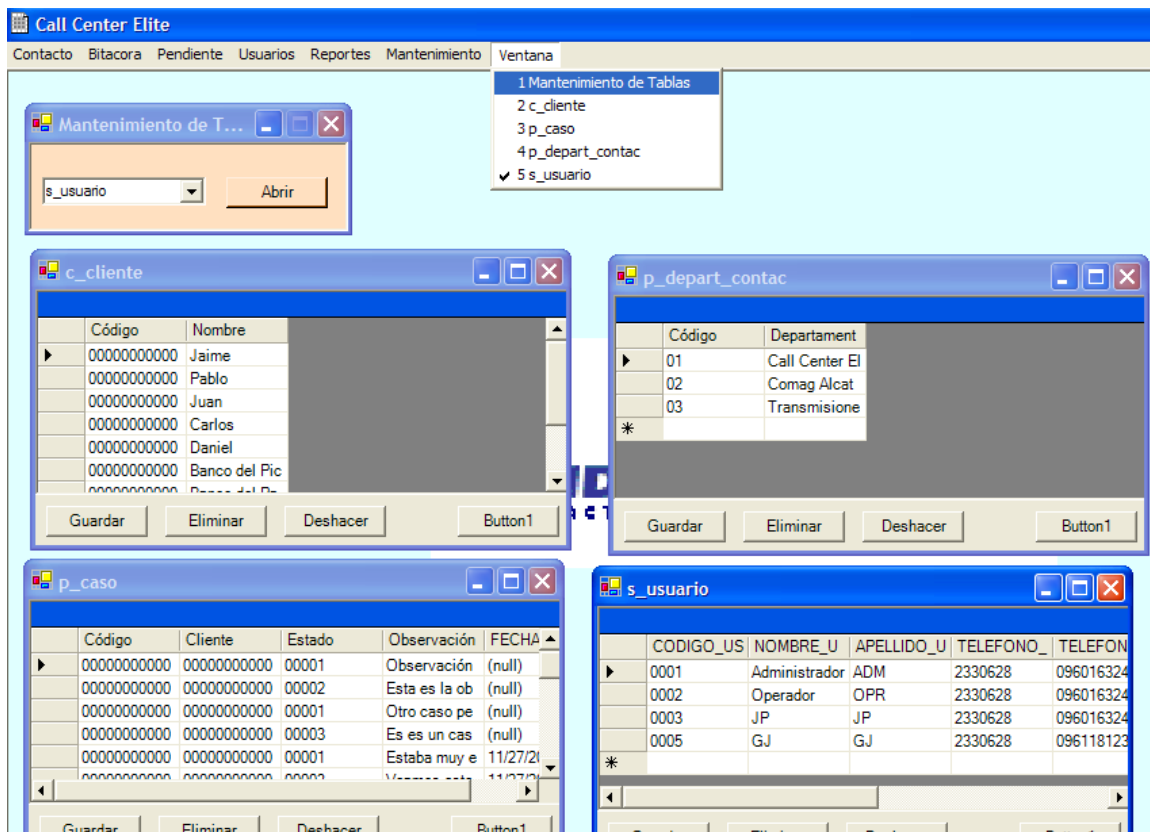 Call Center Elite
Contacto Bitacora Pendiente Usuarios Reportes Mantenimiento Ventana
1 Mantenimiento de Tablas
2 c_cliente
3 p_caso
4 p_depart_contac
5 s_usuario
Mantenimiento de T...
s_usuario Abrir
c_cliente
Código Nombre
00000000000 Jaime
00000000000 Pablo
00000000000 Juan
00000000000 Carlos
00000000000 Daniel
00000000000 Banco del Pic
Guardar Eliminar Deshacer Button1
p_depart_contac
Código Departament
01 Call Center El
02 Comag Alcat
03 Transmisione
Guardar Eliminar Deshacer Button1
p_caso
Código Cliente Estado Observación FECHA
00000000000 00000000000 00001 Observación (null)
00000000000 00000000000 00002 Esta es la ob (null)
00000000000 00000000000 00001 Otro caso pe (null)
00000000000 00000000000 00003 Es es un cas (null)
00000000000 00000000000 00001 Estaba muy e 11/27/20
Guardar Eliminar Deshacer Button1
s_usuario
CODIGO_US NOMBRE_U APELLIDO_U TELEFONO_ TELEFON
0001 Administrador ADM 2330628 096016324
0002 Operador OPR 2330628 096016324
0003 JP JP 2330628 096016324
0005 GJ GJ 2330628 096118123